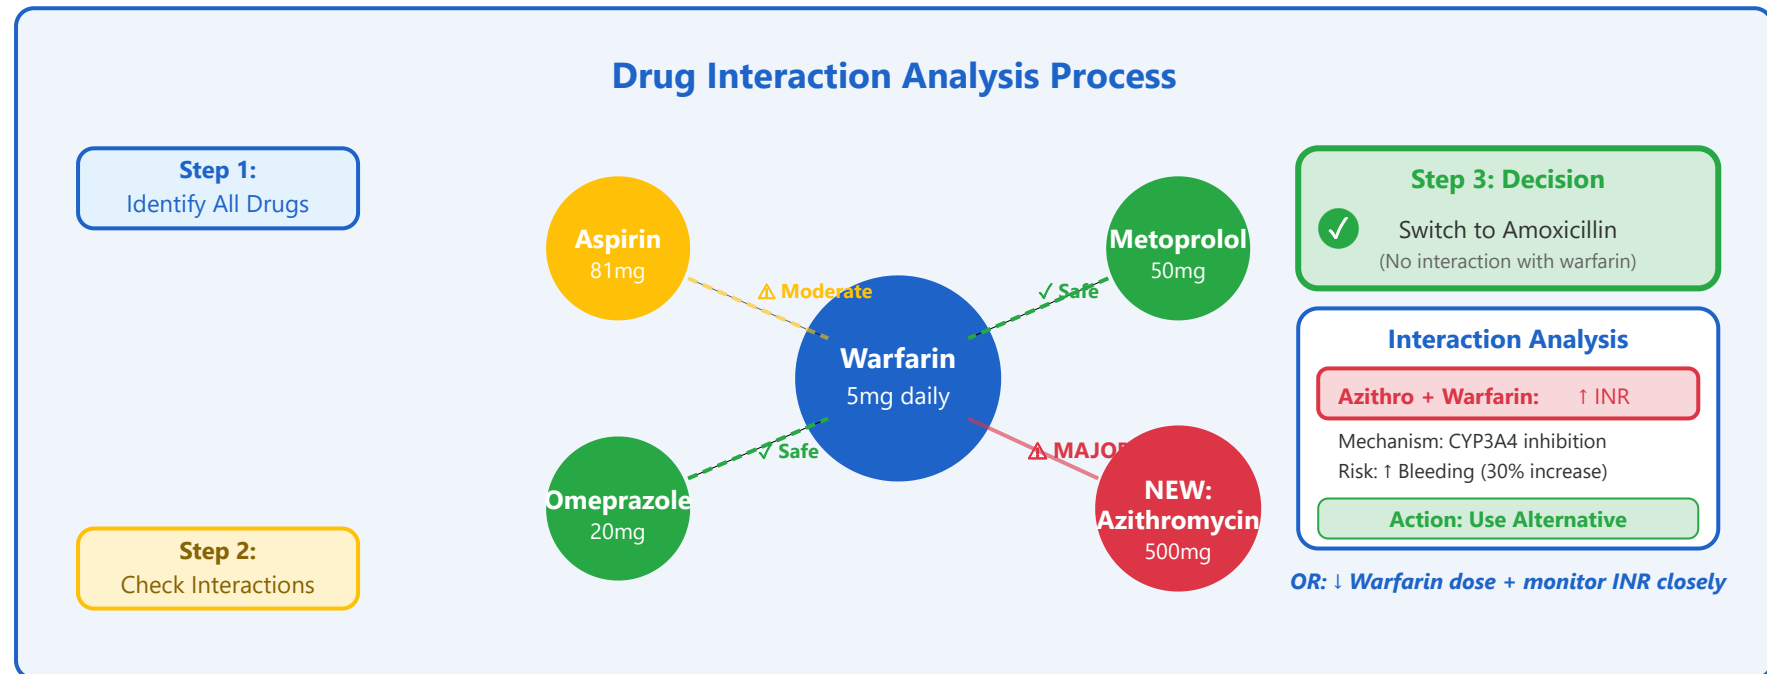 Drug Interaction Analysis Process
Step 1:
Identify All Drugs
Step 2:
Check Interactions
Aspirin
81mg
⚠ Moderate
Metoprolol
50mg
✓ Safe
Warfarin
5mg daily
Omeprazole
20mg
✓ Safe
⚠ MAJOR
NEW:
Azithromycin
500mg
Step 3: Decision
✓ Switch to Amoxicillin
(No interaction with warfarin)
Interaction Analysis
Azithro + Warfarin: ↑ INR
Mechanism: CYP3A4 inhibition
Risk: ↑ Bleeding (30% increase)
Action: Use Alternative
OR: ↓ Warfarin dose + monitor INR closely